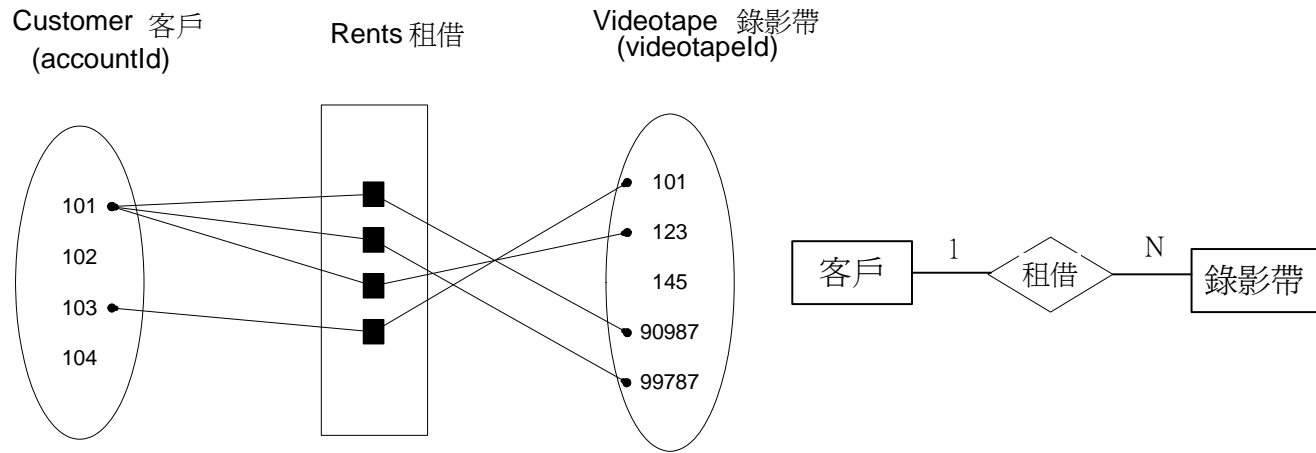 Customer 客戶
(accountId)
Rents 租借
Videotape 錄影帶
(videotapeId)
101
102
103
104
101
123
145
90987
99787
客戶
1
租借
N
錄影帶